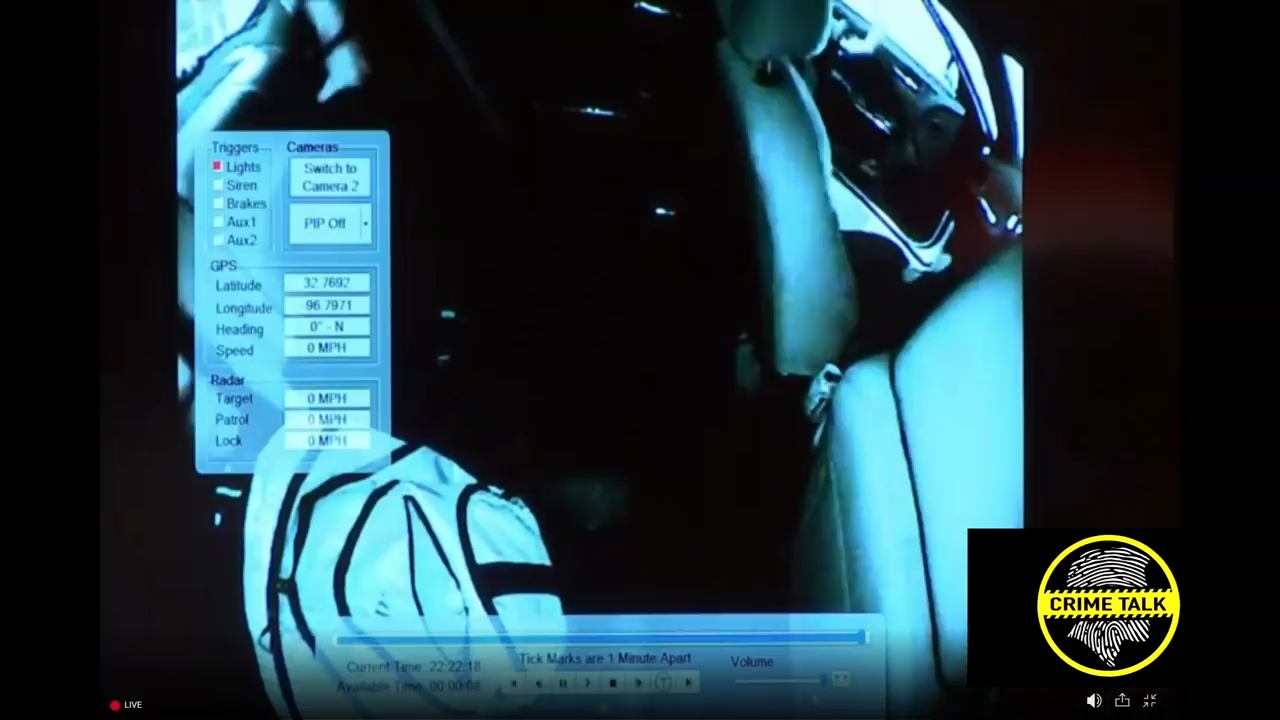 Triggers
Lights
Siren
Brakes
Aux1
Aux2
Cameras
Switch to
Camera 2
PIP Off
GPS
Latitude 32.7692
Longitude 96.7971
Heading 0° - N
Speed 0 MPH
Radar
Target 0 MPH
Patrol 0 MPH
Lock 0 MPH
Tick Marks are 1 Minute Apart
Current Time: 22:22:18
Available Time: 00:00:08
Volume
T
CRIME TALK
LIVE